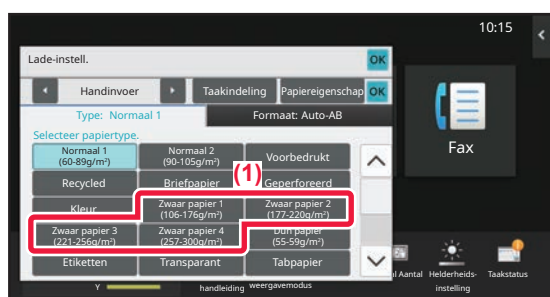 10:15
Lade-instell.
OK
Handinvoer
Taakindeling
Papiereigenschap
OK
Type: Normaal 1
Formaat: Auto-AB
Selecteer papiertype.
Normaal 1
(60-89g/m²)
Normaal 2
(90-105g/m²)
Voorbedrukt
Fax
(1)
Recycled
Briefpapier
Geperforeerd
Kleur
Zwaar papier 1
(106-176g/m²)
Zwaar papier 2
(177-220g/m²)
Zwaar papier 3
(221-256g/m²)
Zwaar papier 4
(257-300g/m²)
Dun papier
(55-59g/m²)
Etiketten
Transparant
Tabpapier
l Aantal
Helderheids-
instelling
Taakstatus
Y
handleiding
weergavemodus